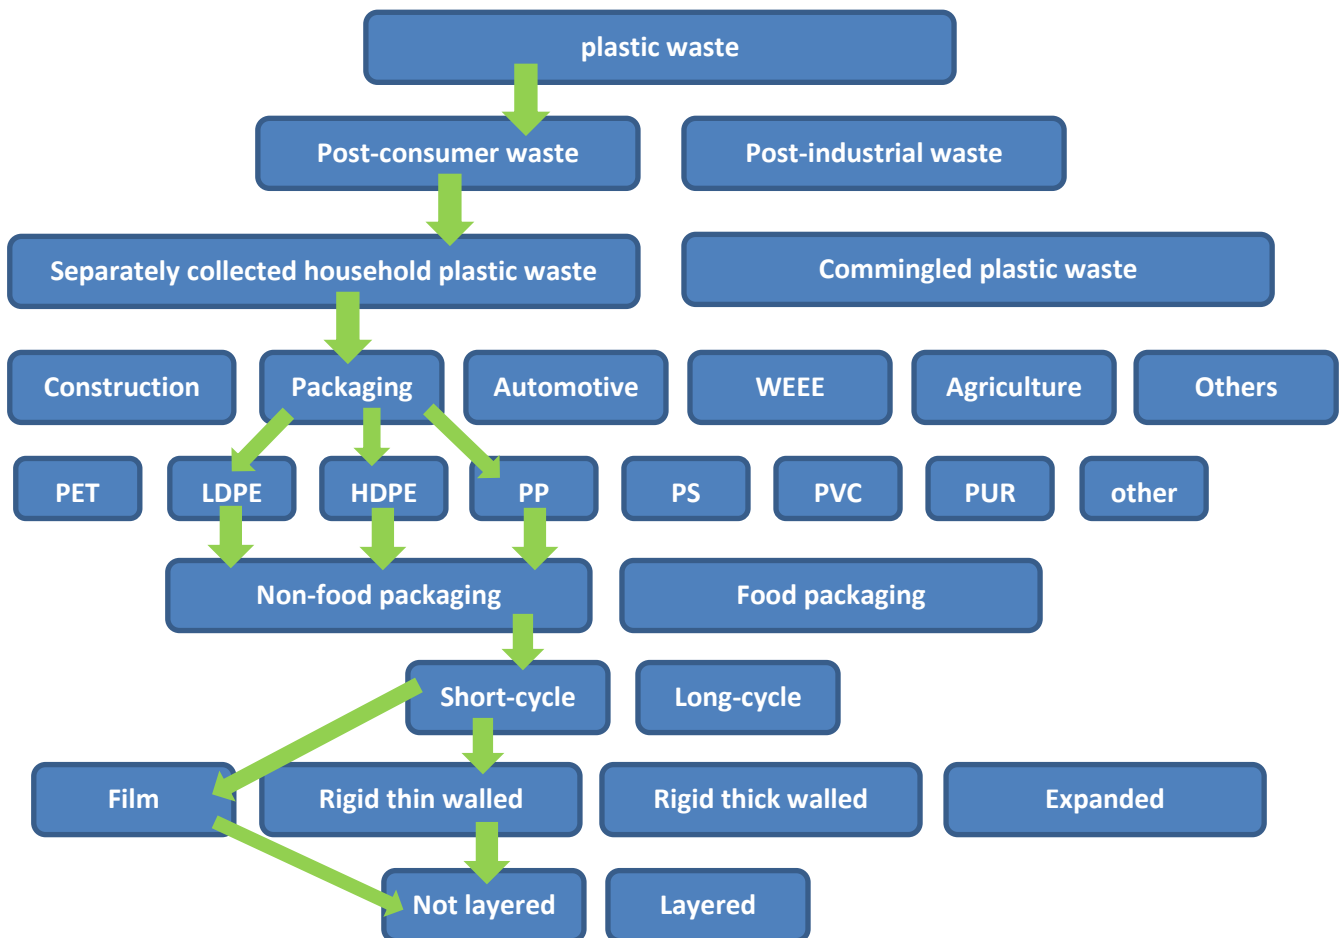 plastic waste
Post-consumer waste
Post-industrial waste
Separately collected household plastic waste
Commingled plastic waste
Construction
Packaging
Automotive
WEEE
Agriculture
Others
PET
LDPE
HDPE
PP
PS
PVC
PUR
other
Non-food packaging
Food packaging
Short-cycle
Long-cycle
Film
Rigid thin walled
Rigid thick walled
Expanded
Not layered
Layered